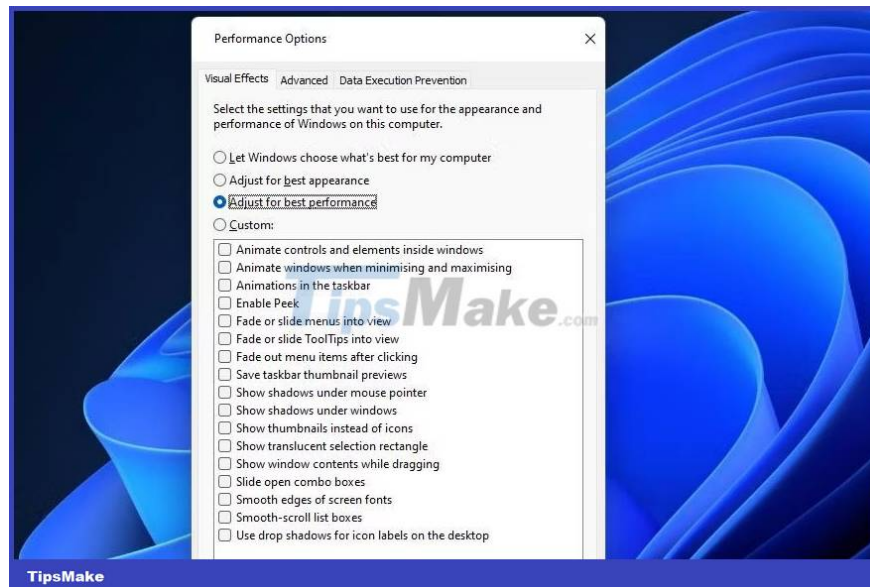 Performance Options
Visual Effects Advanced Data Execution Prevention
Select the settings that you want to use for the appearance and
performance of Windows on this computer.
Let Windows choose what's best for my computer
Adjust for best appearance
Adjust for best performance
Custom:
Animate controls and elements inside windows
Animate windows when minimising and maximising
Animations in the taskbar
Enable Peek
Fade or slide menus into view
Fade or slide ToolTips into view
Fade out menu items after clicking
Save taskbar thumbnail previews
Show shadows under mouse pointer
Show shadows under windows
Show thumbnails instead of icons
Show translucent selection rectangle
Show window contents while dragging
Slide open combo boxes
Smooth edges of screen fonts
Smooth-scroll list boxes
Use drop shadows for icon labels on the desktop
TipsMake.com
TipsMake